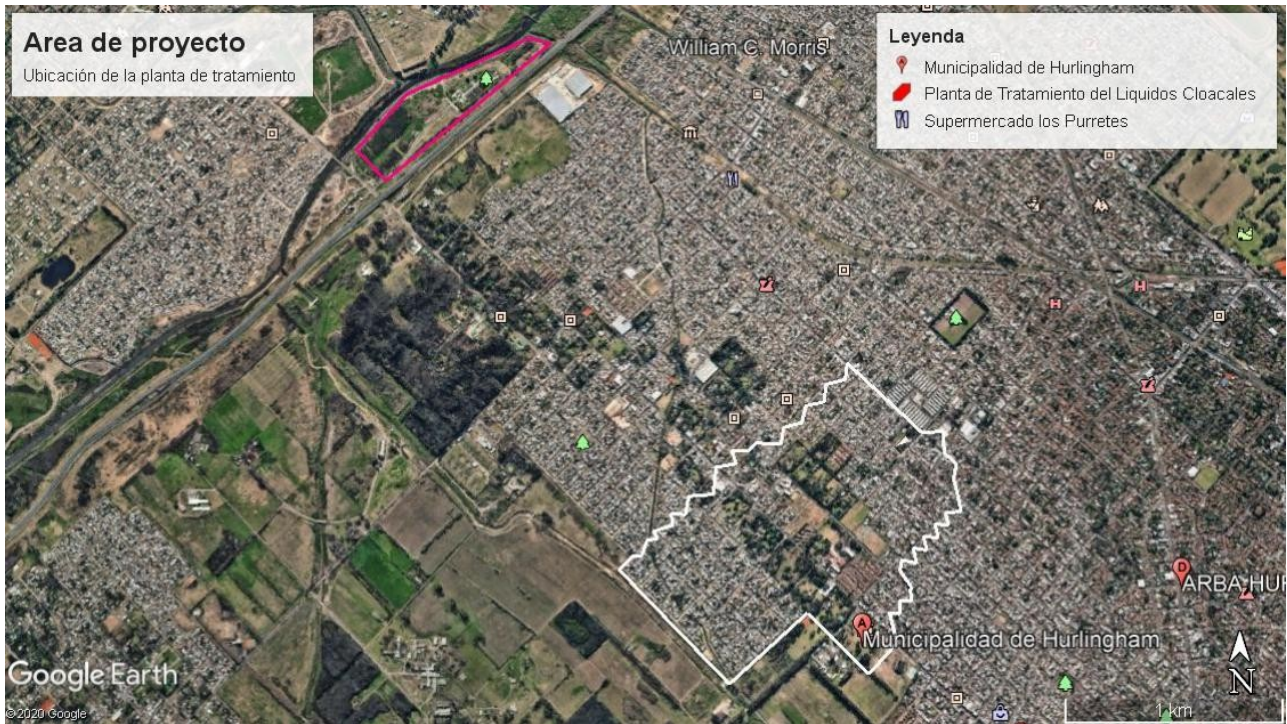 Area de proyecto
Ubicación de la planta de tratamiento
William C. Morris
Leyenda
Municipalidad de Hurlingham
Planta de Tratamiento del Liquidos Cloacales
Supermercado los Purretes
H
H
D
ARBA HUR
A
Municipalidad de Hurlingham
Google Earth
N
© 2020 Google
1 km